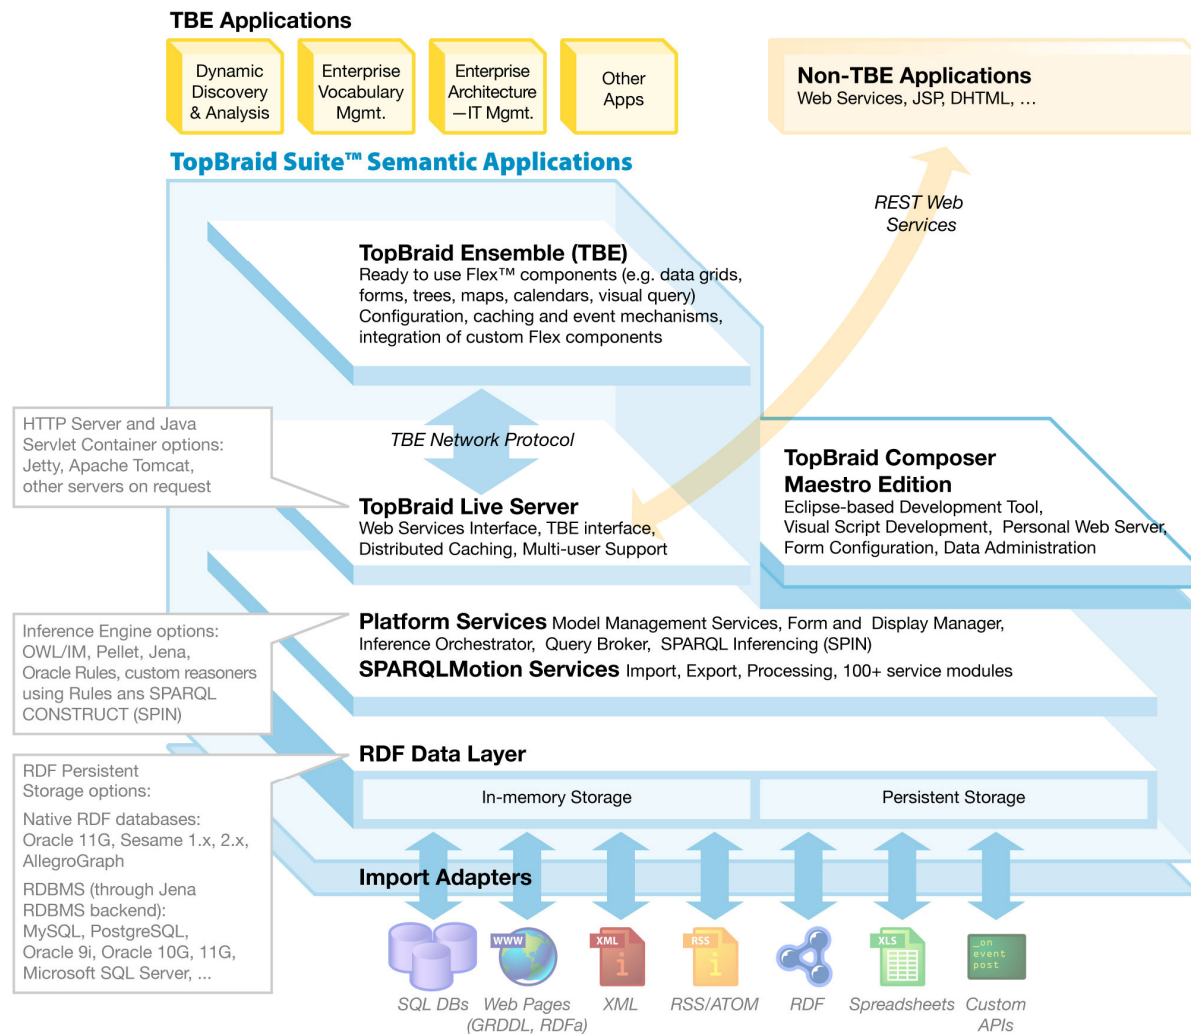 TBE Applications
Dynamic
Discovery
& Analysis
Enterprise
Vocabulary
Mgmt.
Enterprise
Architecture
—IT Mgmt.
Other
Apps
Non-TBE Applications
Web Services, JSP, DHTML, …
TopBraid Suite™ Semantic Applications
REST Web
Services
TopBraid Ensemble (TBE)
Ready to use Flex™ components (e.g. data grids,
forms, trees, maps, calendars, visual query)
Configuration, caching and event mechanisms,
integration of custom Flex components
HTTP Server and Java
Servlet Container options:
Jetty, Apache Tomcat,
other servers on request
TBE Network Protocol
TopBraid Live Server
Web Services Interface, TBE interface,
Distributed Caching, Multi-user Support
TopBraid Composer
Maestro Edition
Eclipse-based Development Tool,
Visual Script Development, Personal Web Server,
Form Configuration, Data Administration
Inference Engine options:
OWL/IM, Pellet, Jena,
Oracle Rules, custom reasoners
using Rules ans SPARQL
CONSTRUCT (SPIN)
Platform Services Model Management Services, Form and Display Manager,
Inference Orchestrator, Query Broker, SPARQL Inferencing (SPIN)
SPARQLMotion Services Import, Export, Processing, 100+ service modules
RDF Persistent
Storage options:
Native RDF databases:
Oracle 11G, Sesame 1.x, 2.x,
AllegroGraph
RDBMS (through Jena
RDBMS backend):
MySQL, PostgreSQL,
Oracle 9i, Oracle 10G, 11G,
Microsoft SQL Server, ...
RDF Data Layer
In-memory Storage
Persistent Storage
Import Adapters
WWW
XML
i
RSS
i
XLS
_on
event
post
SQL DBs
Web Pages
(GRDDL, RDFa)
XML
RSS/ATOM
RDF
Spreadsheets
Custom
APIs